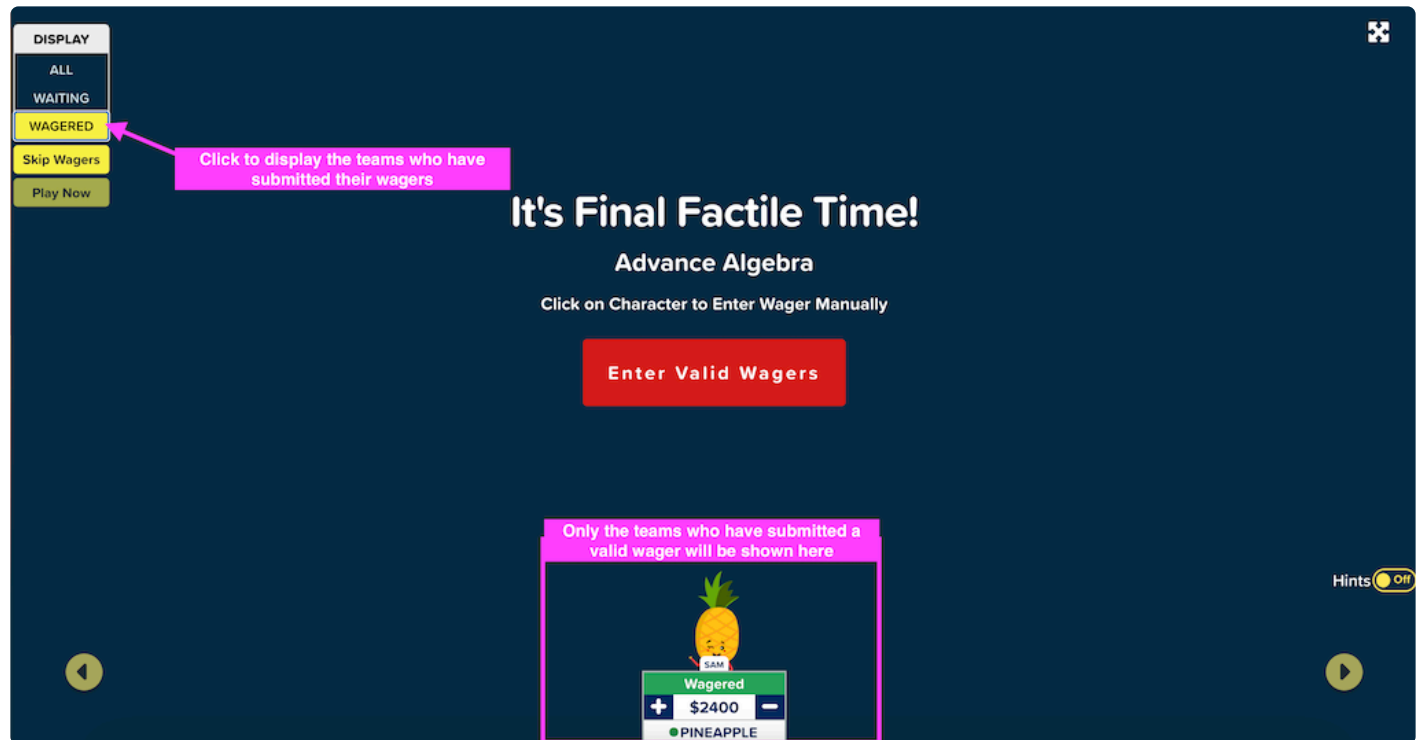 DISPLAY
ALL
WAITING
WAGERED
Skip Wagers
Play Now
Click to display the teams who have
submitted their wagers
It's Final Factile Time!
Advance Algebra
Click on Character to Enter Wager Manually
Enter Valid Wagers
Only the teams who have submitted a
valid wager will be shown here
Hints Off
SAM
Wagered
+ $2400 −
PINEAPPLE